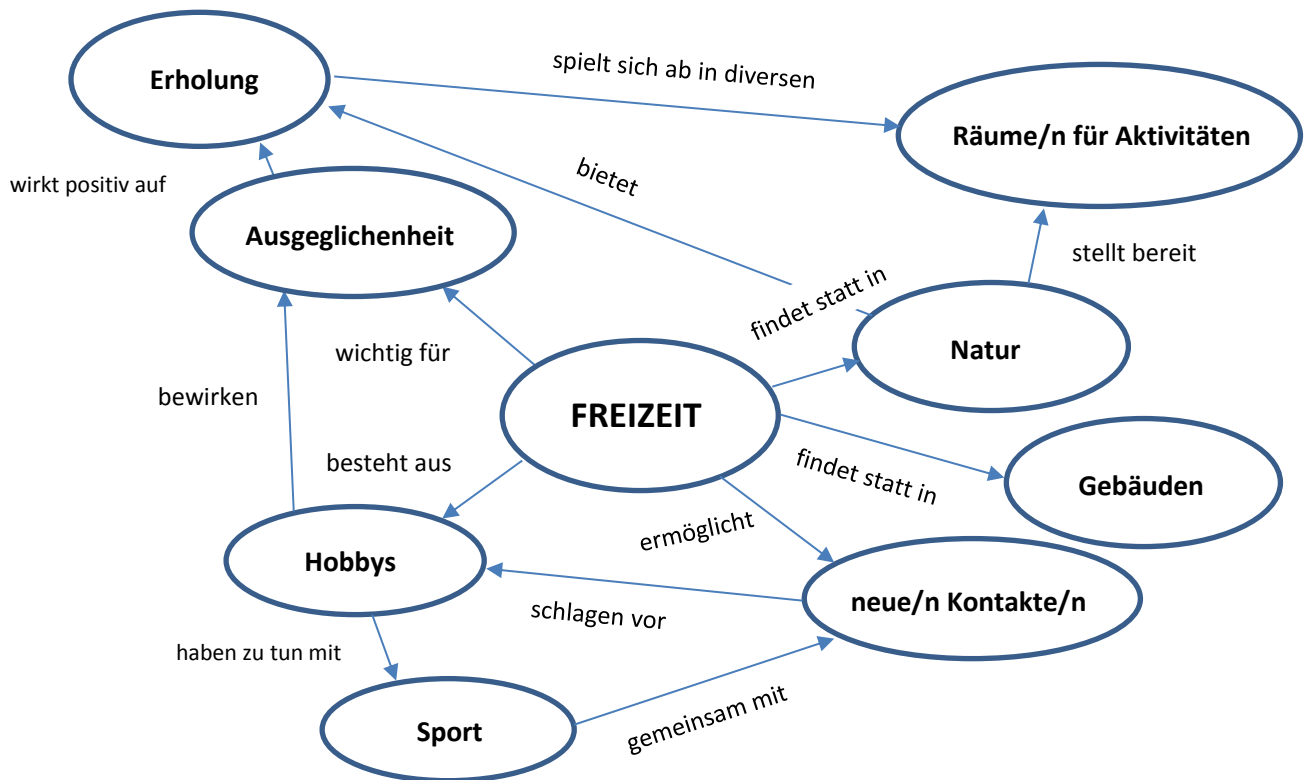 spielt sich ab in diversen
Erholung
Räume/n für Aktivitäten
bietet
wirkt positiv auf
Ausgeglichenheit
stellt bereit
findet statt in
Natur
wichtig für
bewirken
FREIZEIT
besteht aus
findet statt in
Gebäuden
ermöglicht
Hobbys
neue/n Kontakte/n
schlagen vor
haben zu tun mit
gemeinsam mit
Sport